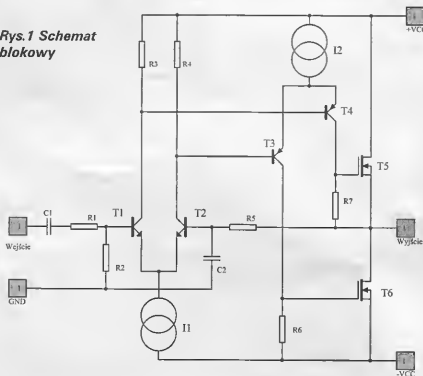 Rys.1 Schemat
blokowy
+VCC
R3
R4
I2
T4
T3
T5
C1
R1
T1
T2
R5
R7
Wejście
Wyjście
R2
C2
T6
GND
I1
R6
-VCC